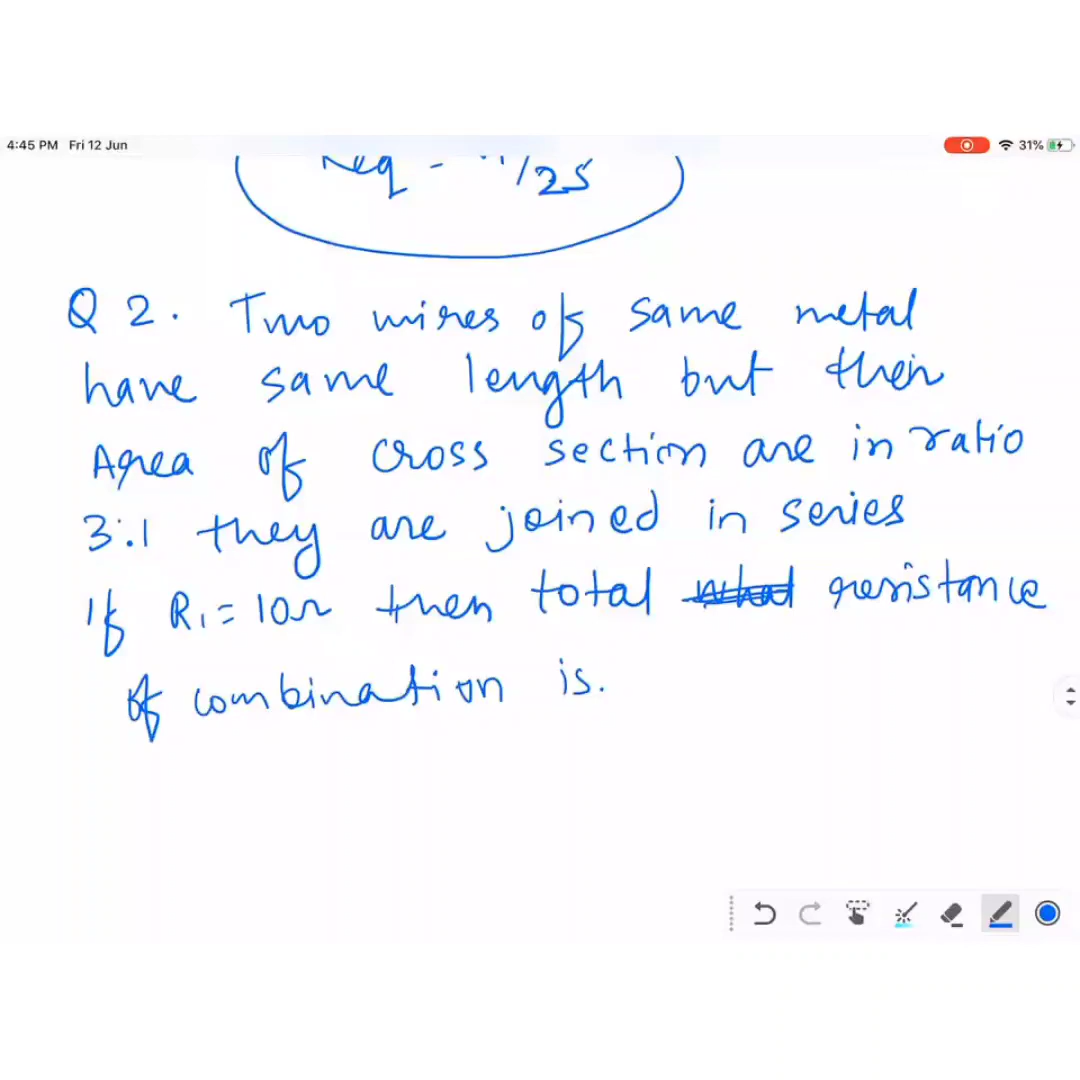 4:45 PM Fri 12 Jun 31%
/25
Q 2. Two wires of same metal
have same length but their
Area of cross section are in ratio
3:1 they are joined in series
If R₁ = 10Ω then total resistance
of combination is.